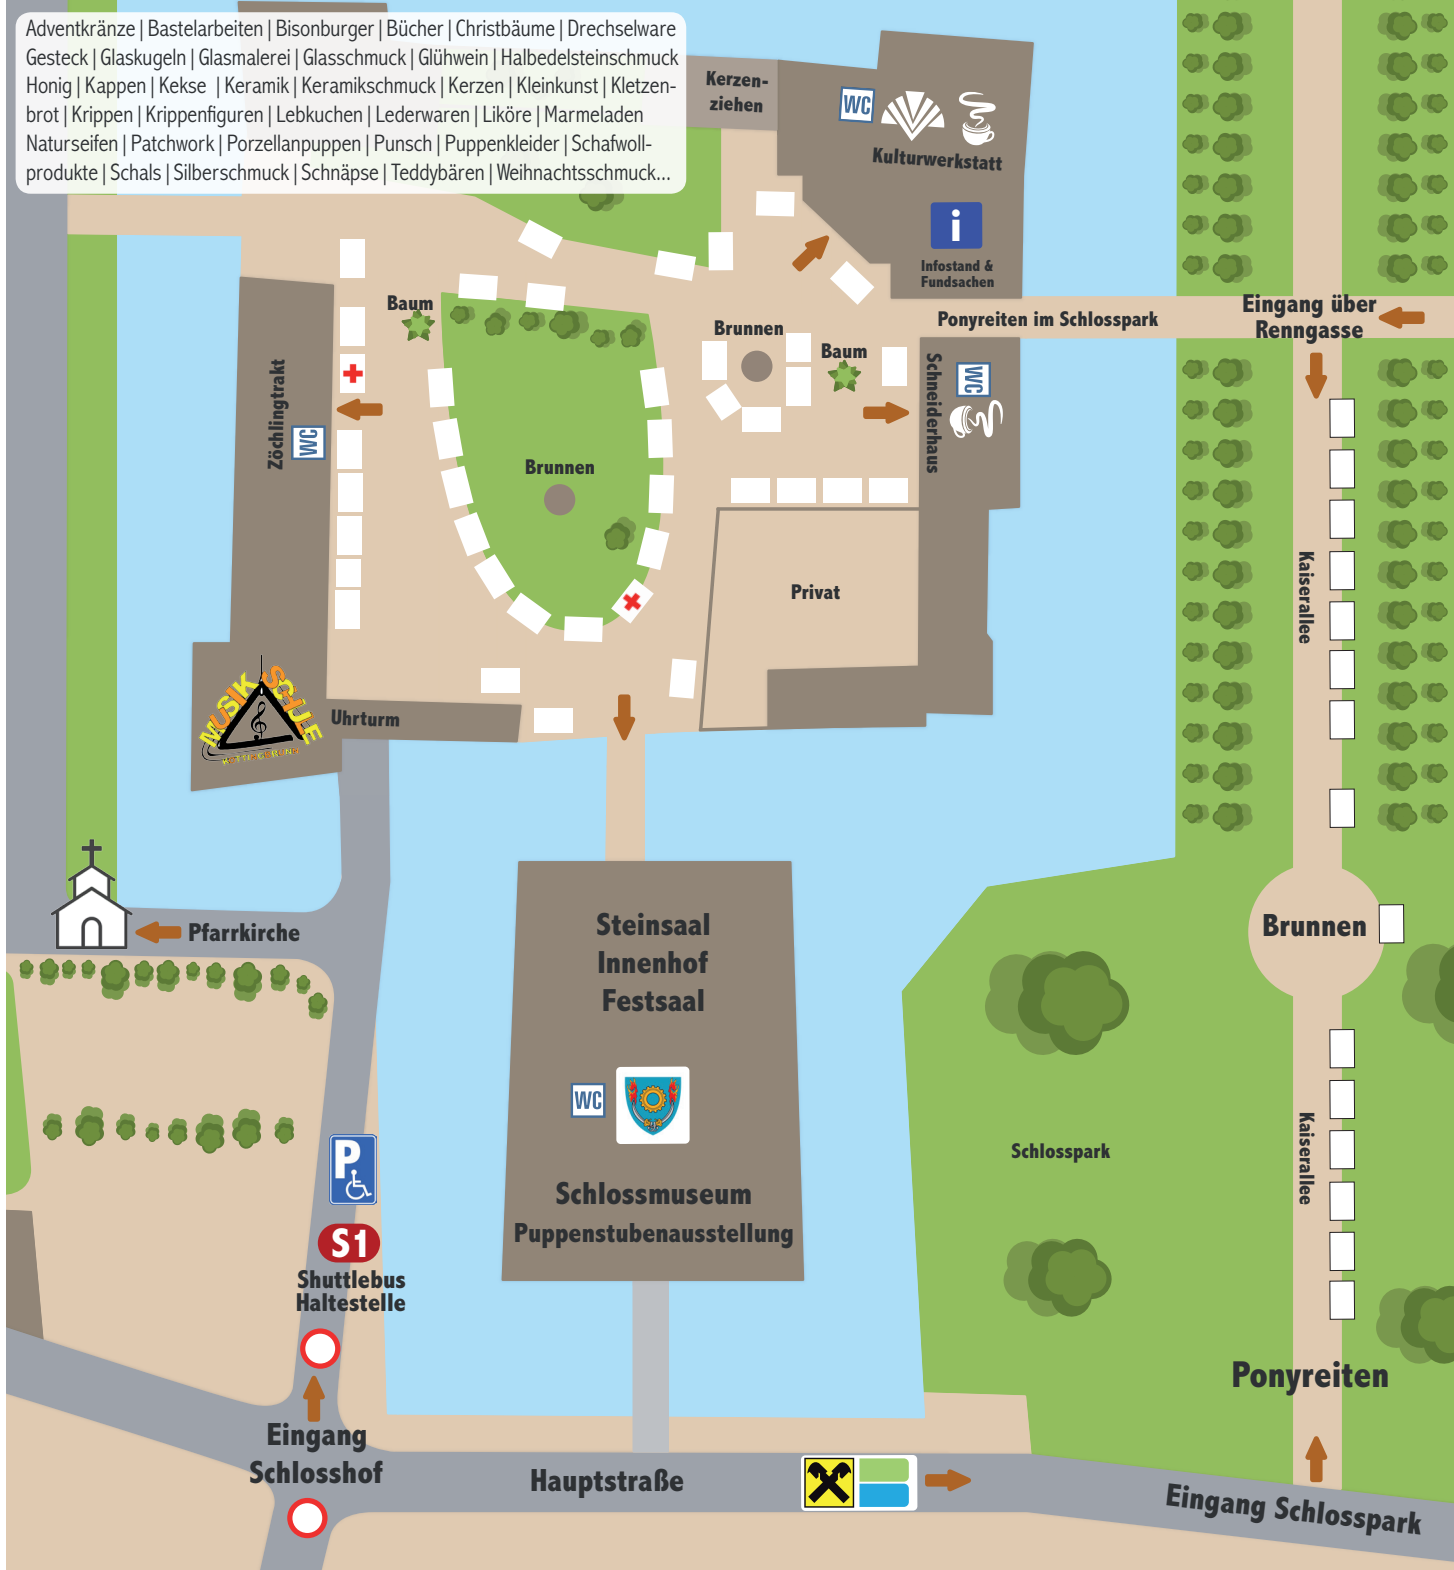 Adventkränze | Bastelarbeiten | Bisonburger | Bücher | Christbäume | Drechselware
Gesteck | Glaskugeln | Glasmalerei | Glasschmuck | Glühwein | Halbedelsteinschmuck
Honig | Kappen | Kekse | Keramik | Keramikschmuck | Kerzen | Kleinkunst | Kletzen-
brot | Krippen | Krippenfiguren | Lebkuchen | Lederwaren | Liköre | Marmeladen
Naturseifen | Patchwork | Porzellanpuppen | Punsch | Puppenkleider | Schafwoll-
produkte | Schals | Silberschmuck | Schnäpse | Teddybären | Weihnachtsschmuck...
Kerzen-
ziehen
WC
Kulturwerkstatt
i
Infostand &
Fundsachen
Ponyreiten im Schlosspark
Eingang über
Renngasse
Baum
Brunnen
Baum
Zöchlingtrakt
WC
Schneiderhaus
WC
Brunnen
Privat
Kaiserallee
MUSIKSCHULE
KOTTINGBRUNN
Uhrturm
Pfarrkirche
Steinsaal
Innenhof
Festsaal
WC
Schlossmuseum
Puppenstubenausstellung
Brunnen
Schlosspark
Kaiserallee
P
S1
Shuttlebus
Haltestelle
Ponyreiten
Eingang
Schlosshof
Hauptstraße
Eingang Schlosspark